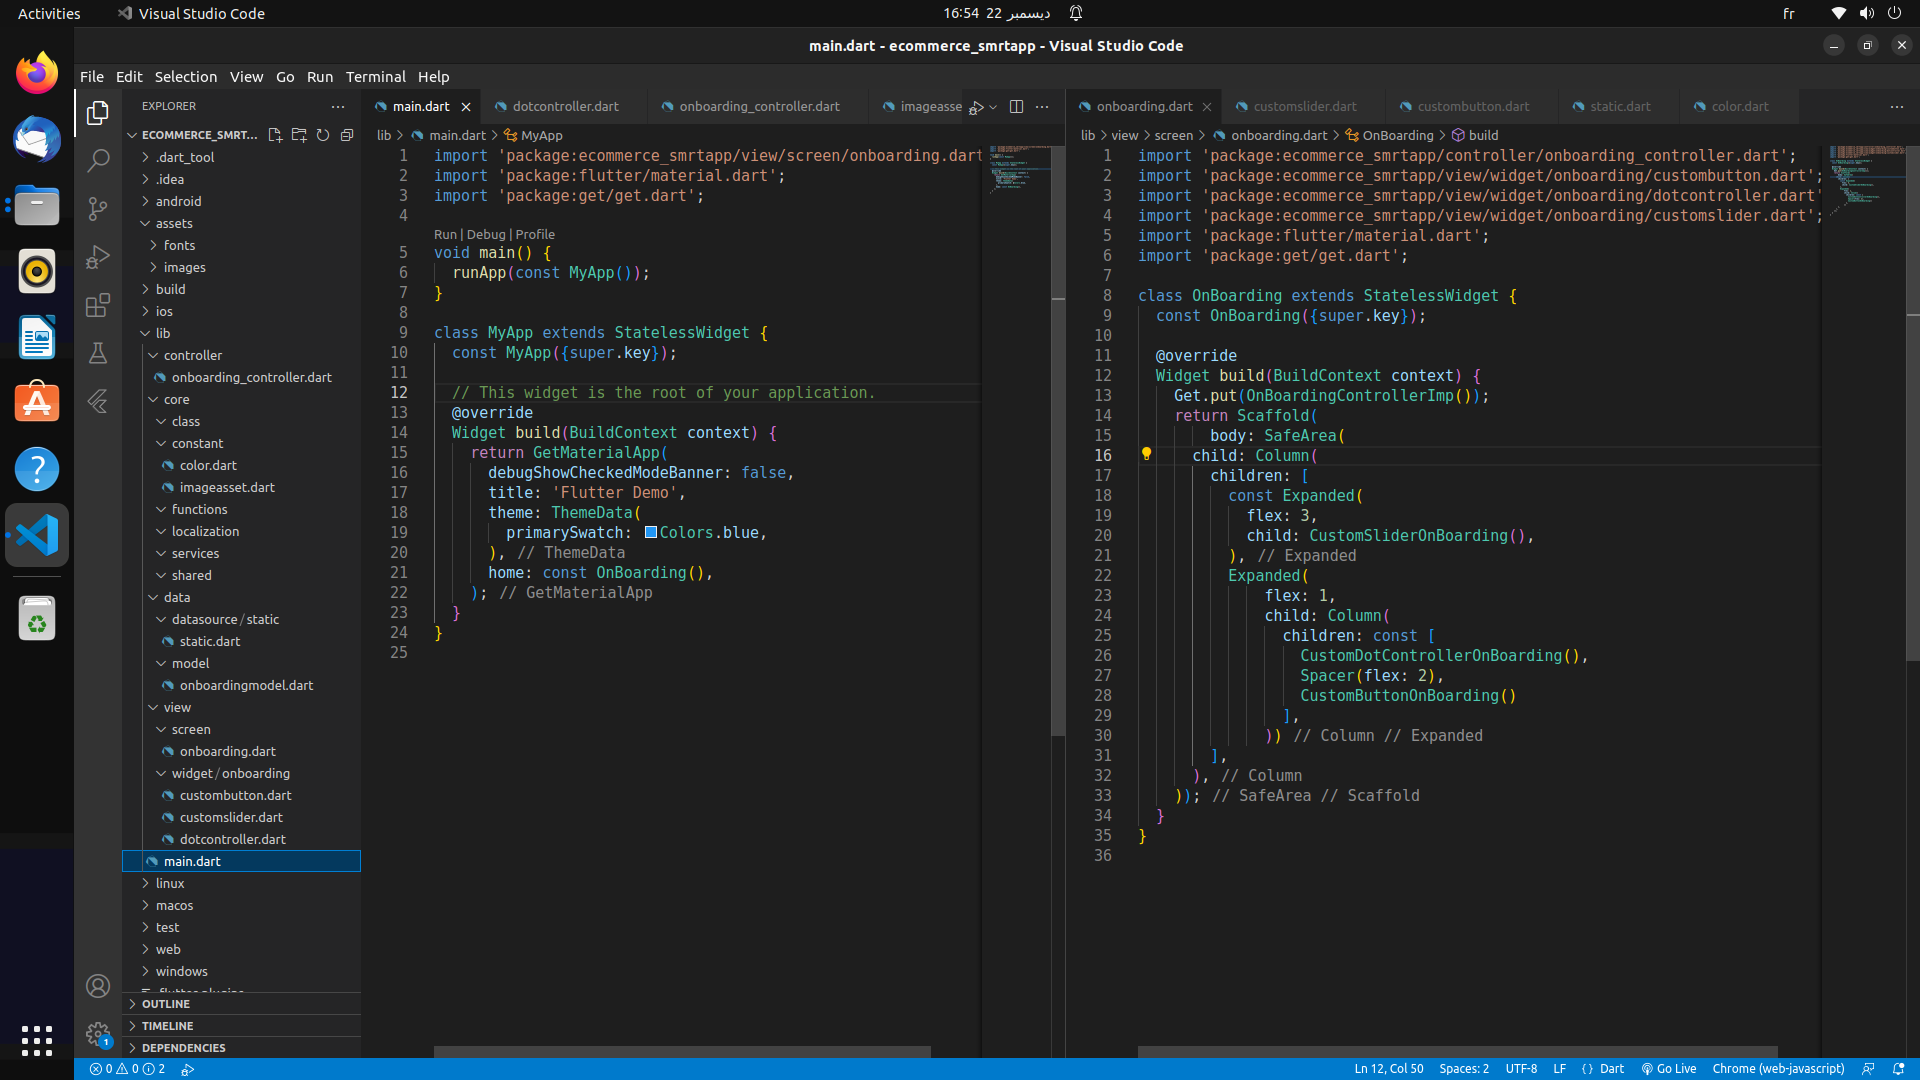 Activities
Visual Studio Code
16:54 22 ديسمبر
fr
main.dart - ecommerce_smrtapp - Visual Studio Code
File Edit Selection View Go Run Terminal Help
EXPLORER
ECOMMERCE_SMRT...
.dart_tool
.idea
android
assets
fonts
images
build
ios
lib
controller
onboarding_controller.dart
core
class
constant
color.dart
imageasset.dart
functions
localization
services
shared
data
datasource/static
static.dart
model
onboardingmodel.dart
view
screen
onboarding.dart
widget/onboarding
custombutton.dart
customslider.dart
dotcontroller.dart
main.dart
linux
macos
test
web
windows
OUTLINE
TIMELINE
DEPENDENCIES
main.dart dotcontroller.dart onboarding_controller.dart imageasse
lib > main.dart > MyApp
1 import 'package:ecommerce_smrtapp/view/screen/onboarding.dart
2 import 'package:flutter/material.dart';
3 import 'package:get/get.dart';
4
Run | Debug | Profile
5 void main() {
6 runApp(const MyApp());
7 }
8
9 class MyApp extends StatelessWidget {
10 const MyApp({super.key});
11
12 // This widget is the root of your application.
13 @override
14 Widget build(BuildContext context) {
15 return GetMaterialApp(
16 debugShowCheckedModeBanner: false,
17 title: 'Flutter Demo',
18 theme: ThemeData(
19 primarySwatch: Colors.blue,
20 ), // ThemeData
21 home: const OnBoarding(),
22 ); // GetMaterialApp
23 }
24 }
25
onboarding.dart customslider.dart custombutton.dart static.dart color.dart
lib > view > screen > onboarding.dart > OnBoarding > build
1 import 'package:ecommerce_smrtapp/controller/onboarding_controller.dart';
2 import 'package:ecommerce_smrtapp/view/widget/onboarding/custombutton.dart';
3 import 'package:ecommerce_smrtapp/view/widget/onboarding/dotcontroller.dart'
4 import 'package:ecommerce_smrtapp/view/widget/onboarding/customslider.dart';
5 import 'package:flutter/material.dart';
6 import 'package:get/get.dart';
7
8 class OnBoarding extends StatelessWidget {
9 const OnBoarding({super.key});
10
11 @override
12 Widget build(BuildContext context) {
13 Get.put(OnBoardingControllerImp());
14 return Scaffold(
15 body: SafeArea(
16 child: Column(
17 children: [
18 const Expanded(
19 flex: 3,
20 child: CustomSliderOnBoarding(),
21 ), // Expanded
22 Expanded(
23 flex: 1,
24 child: Column(
25 children: const [
26 CustomDotControllerOnBoarding(),
27 Spacer(flex: 2),
28 CustomButtonOnBoarding()
29 ],
30 )) // Column // Expanded
31 ],
32 ), // Column
33 )); // SafeArea // Scaffold
34 }
35 }
36
0 0 2
Ln 12, Col 50 Spaces: 2 UTF-8 LF { } Dart Go Live Chrome (web-javascript)
1